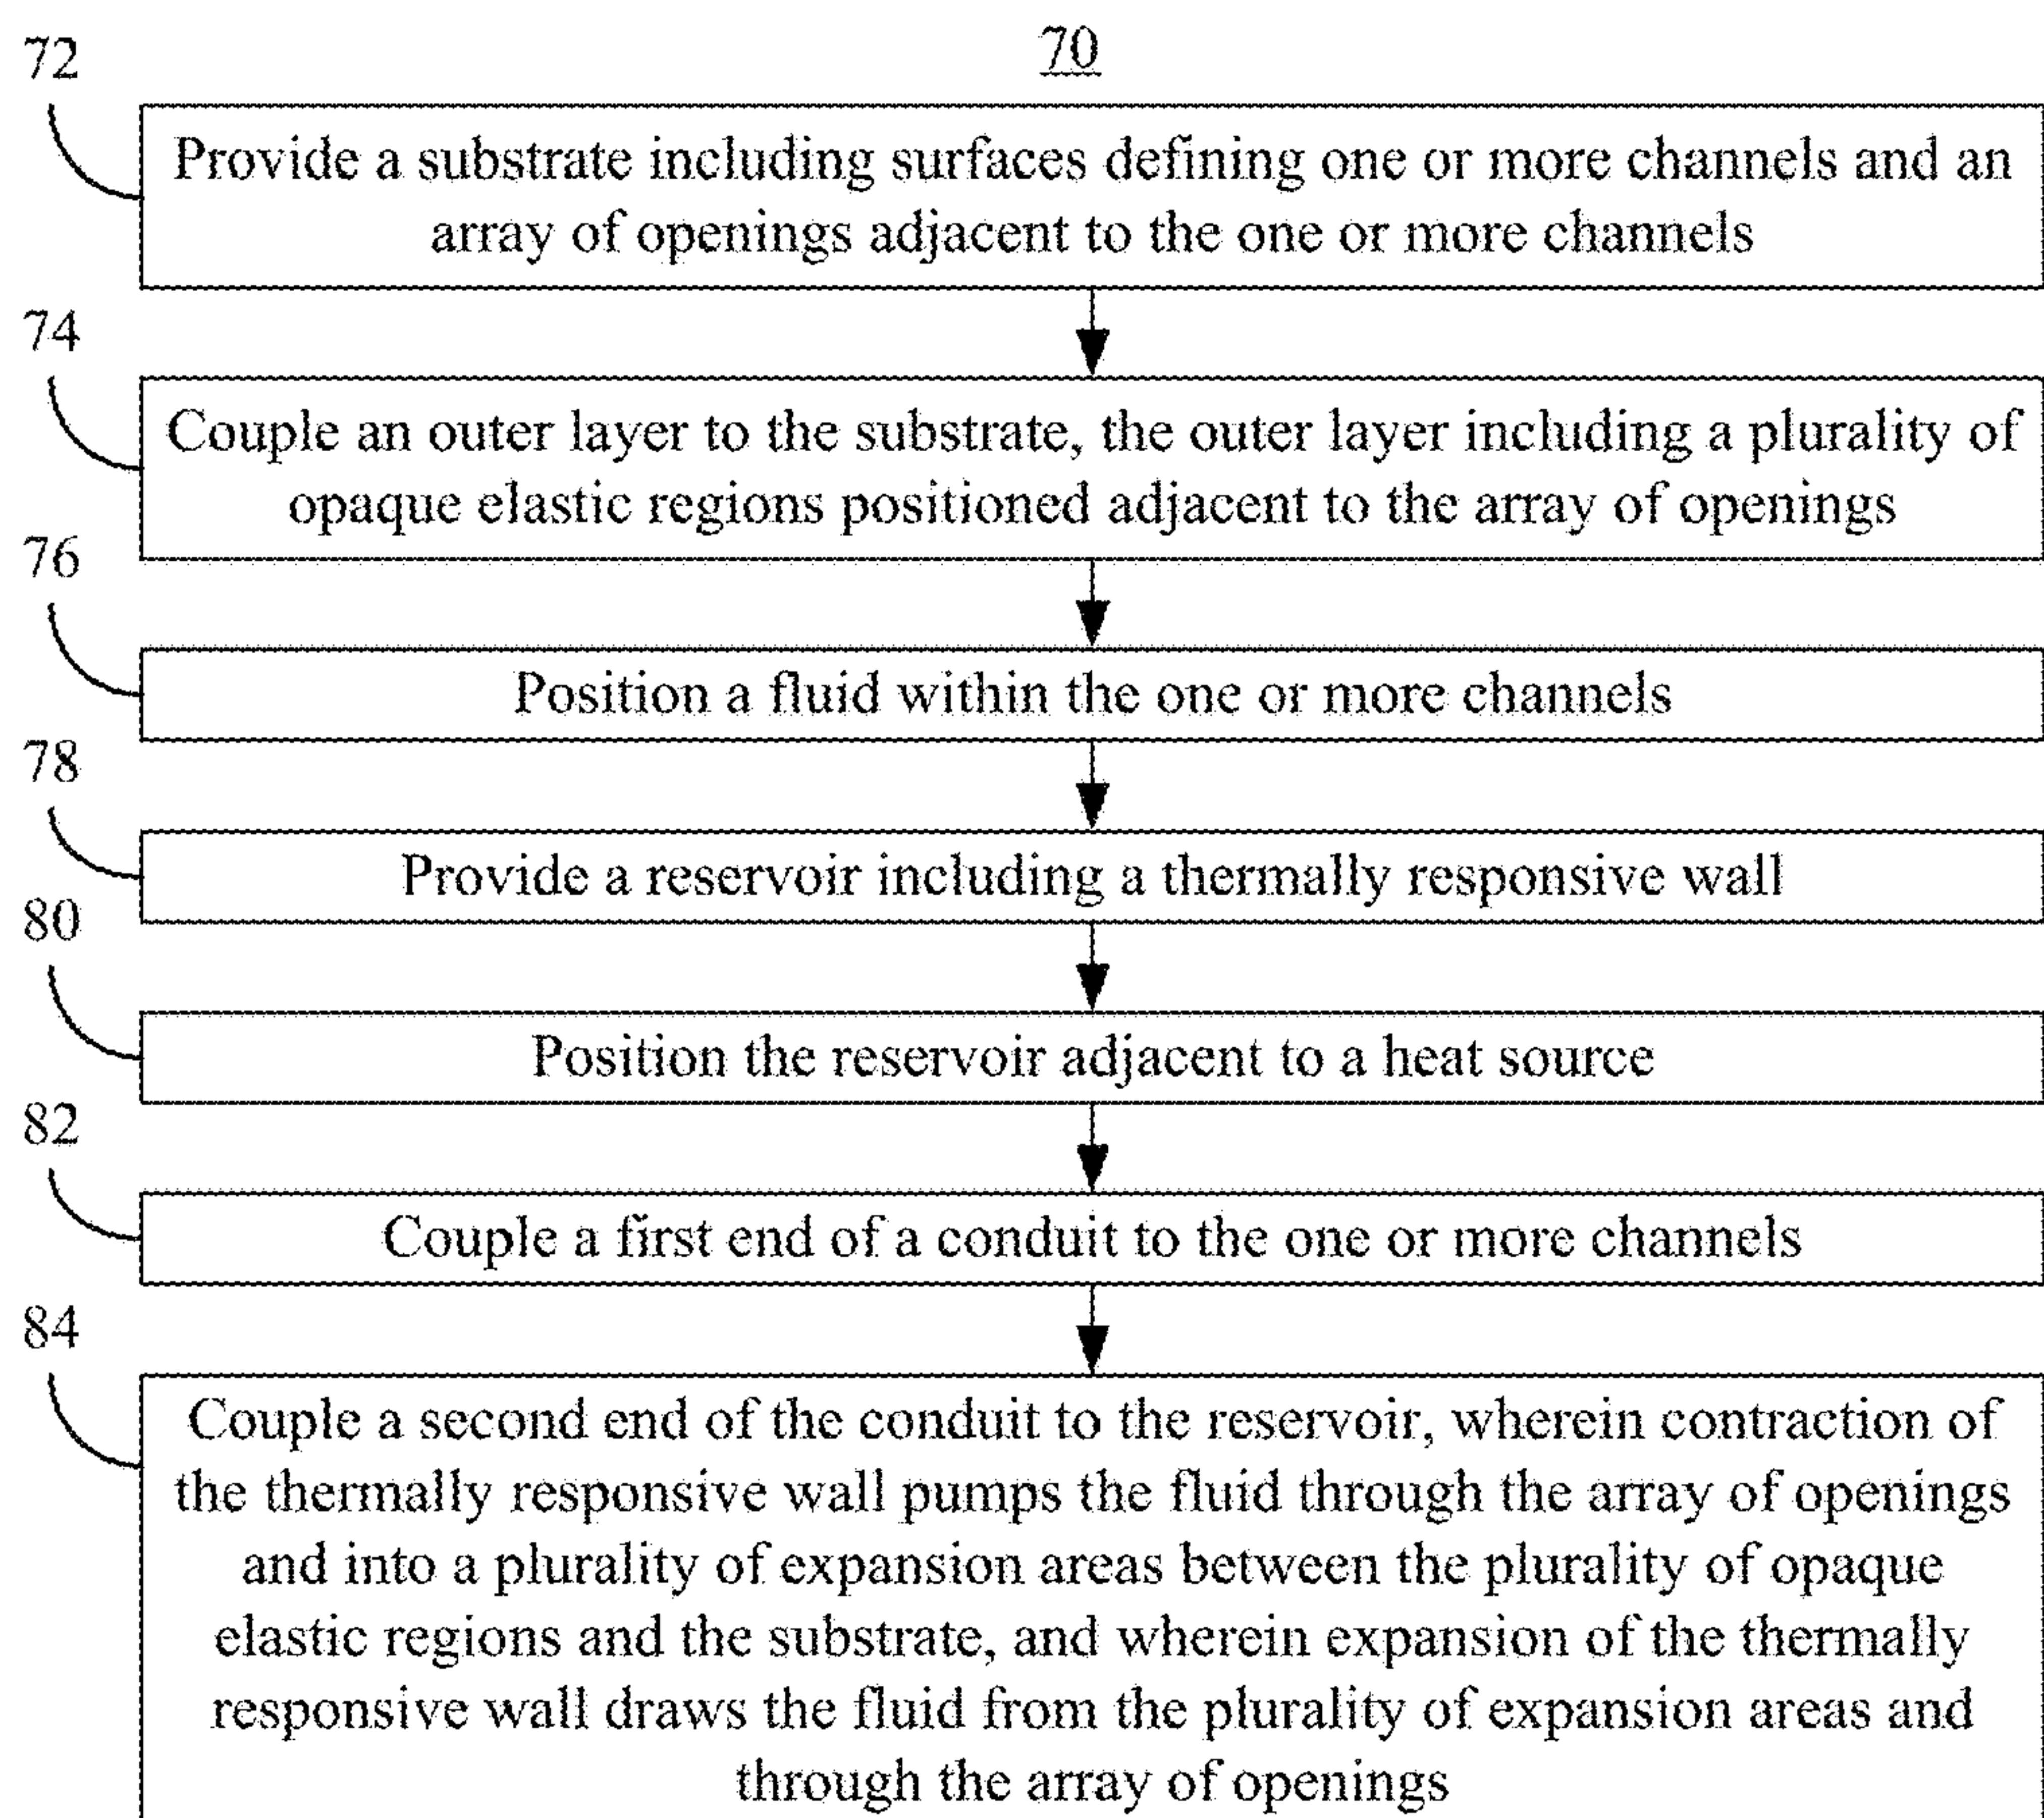 70
72
Provide a substrate including surfaces defining one or more channels and an
array of openings adjacent to the one or more channels
74
Couple an outer layer to the substrate, the outer layer including a plurality of
opaque elastic regions positioned adjacent to the array of openings
76
Position a fluid within the one or more channels
78
Provide a reservoir including a thermally responsive wall
80
Position the reservoir adjacent to a heat source
82
Couple a first end of a conduit to the one or more channels
84
Couple a second end of the conduit to the reservoir, wherein contraction of
the thermally responsive wall pumps the fluid through the array of openings
and into a plurality of expansion areas between the plurality of opaque
elastic regions and the substrate, and wherein expansion of the thermally
responsive wall draws the fluid from the plurality of expansion areas and
through the array of openings